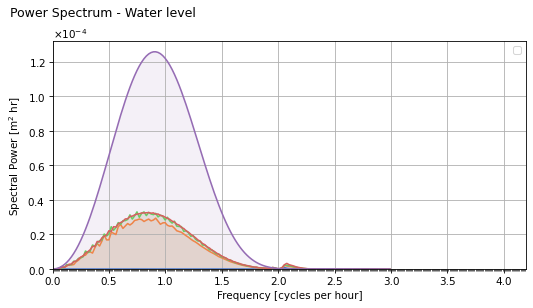 Power Spectrum - Water level
×10⁻⁴
1.2
1.0
0.8
0.6
0.4
0.2
0.0
Spectral Power [m² hr]
0.0 0.5 1.0 1.5 2.0 2.5 3.0 3.5 4.0
Frequency [cycles per hour]